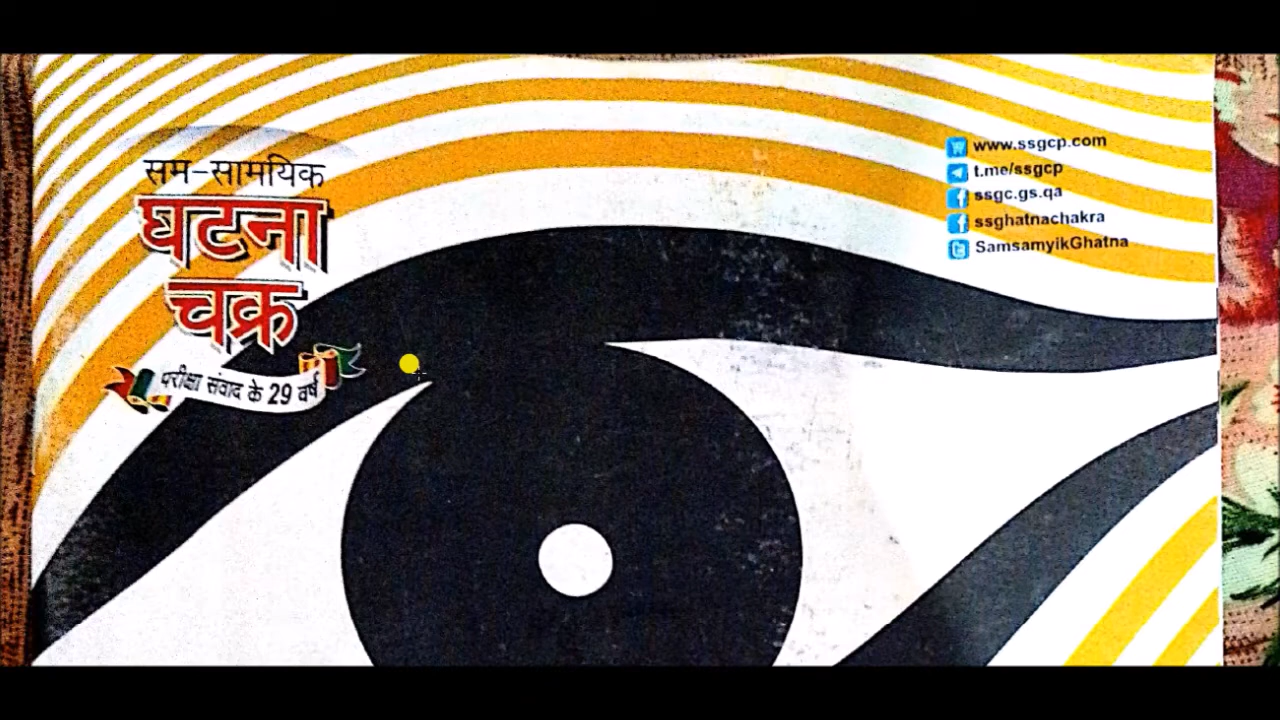 सम-सामयिक
घटना
चक्र
परीक्षा संवाद के 29 वर्ष
www.ssgcp.com
t.me/ssgcp
ssgc.gs.qa
ssghatnachakra
SamsamyikGhatna